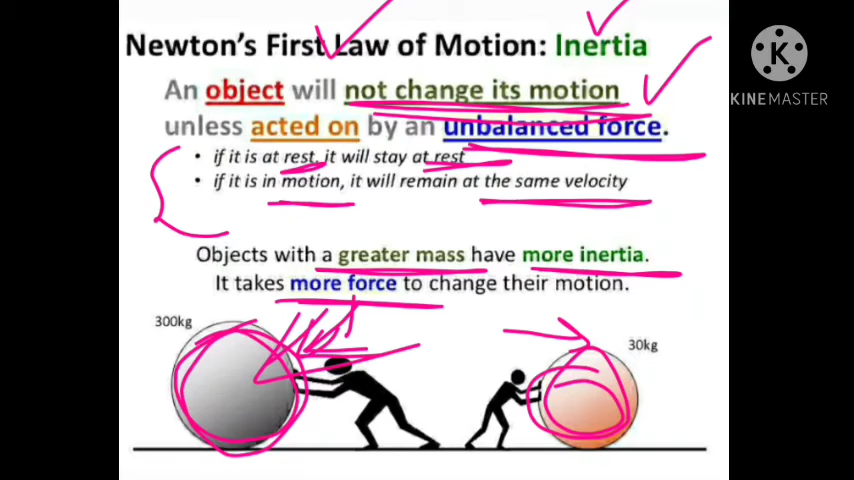 Newton's First Law of Motion: Inertia
An object will not change its motion
unless acted on by an unbalanced force.
• if it is at rest, it will stay at rest
• if it is in motion, it will remain at the same velocity
Objects with a greater mass have more inertia.
It takes more force to change their motion.
300kg
30kg
K
KINEMASTER